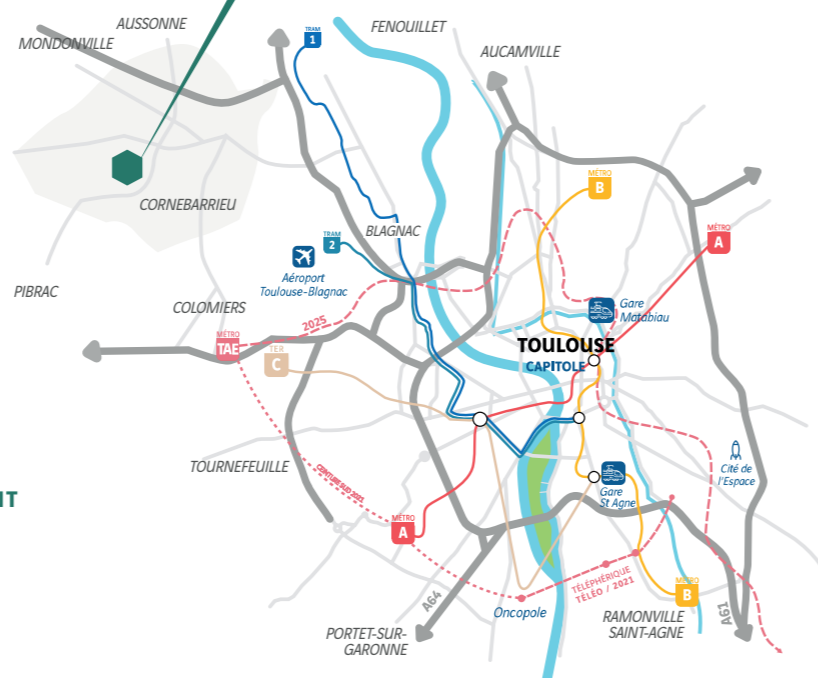 AUSSONNE
MONDONVILLE
FENOUILLET
AUCAMVILLE
TRAM
1
MÉTRO
B
CORNEBARRIEU
TRAM
2
BLAGNAC
MÉTRO
A
Aéroport
Toulouse-Blagnac
PIBRAC
COLOMIERS
2025
Gare
Matabiau
MÉTRO
TAE
TER
C
TOULOUSE
CAPITOLE
TOURNEFEUILLE
CEINTURE SUD
Cité de
l'Espace
NT
Gare
St Agne
MÉTRO
A
TÉLÉPHÉRIQUE
TÉLÉO / 2021
MÉTRO
B
A64
Oncopole
A61
RAMONVILLE
SAINT-AGNE
PORTET-SUR-
GARONNE